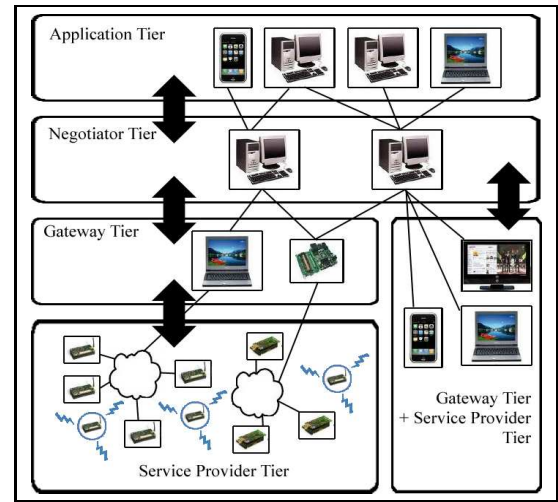 Application Tier
Negotiator Tier
Gateway Tier
Gateway Tier
+ Service Provider
Tier
Service Provider Tier